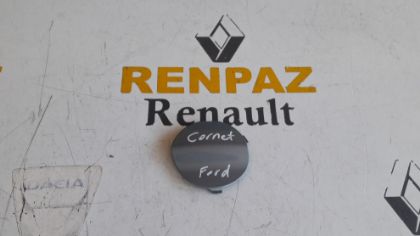 RENPAZ
Renault
Cornet
Ford
DACIA